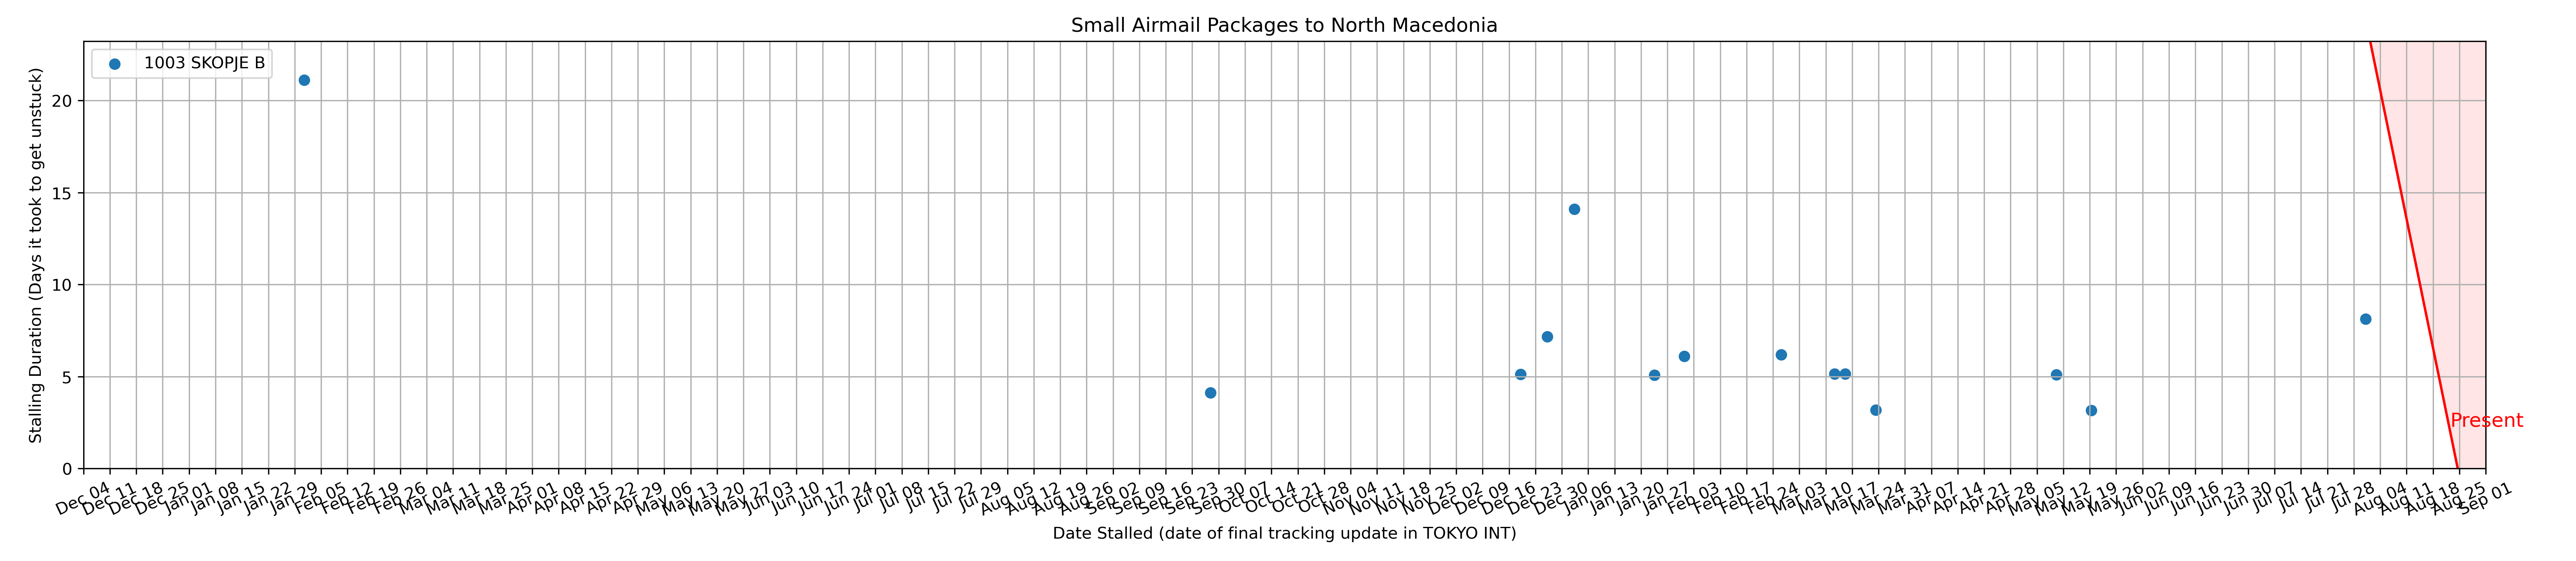 Small Airmail Packages to North Macedonia
1003 SKOPJE B
Stalling Duration (Days it took to get unstuck)
20
15
10
5
0
Present
Dec 04
Dec 11
Dec 18
Dec 25
Jan 01
Jan 08
Jan 15
Jan 22
Jan 29
Feb 05
Feb 12
Feb 19
Feb 26
Mar 04
Mar 11
Mar 18
Mar 25
Apr 01
Apr 08
Apr 15
Apr 22
Apr 29
May 06
May 13
May 20
May 27
Jun 03
Jun 10
Jun 17
Jun 24
Jul 01
Jul 08
Jul 15
Jul 22
Jul 29
Aug 05
Aug 12
Aug 19
Aug 26
Sep 02
Sep 09
Sep 16
Sep 23
Sep 30
Oct 07
Oct 14
Oct 21
Oct 28
Nov 04
Nov 11
Nov 18
Nov 25
Dec 02
Dec 09
Dec 16
Dec 23
Dec 30
Jan 06
Jan 13
Jan 20
Jan 27
Feb 03
Feb 10
Feb 17
Feb 24
Mar 03
Mar 10
Mar 17
Mar 24
Mar 31
Apr 07
Apr 14
Apr 21
Apr 28
May 05
May 12
May 19
May 26
Jun 02
Jun 09
Jun 16
Jun 23
Jun 30
Jul 07
Jul 14
Jul 21
Jul 28
Aug 04
Aug 11
Aug 18
Aug 25
Sep 01
Date Stalled (date of final tracking update in TOKYO INT)